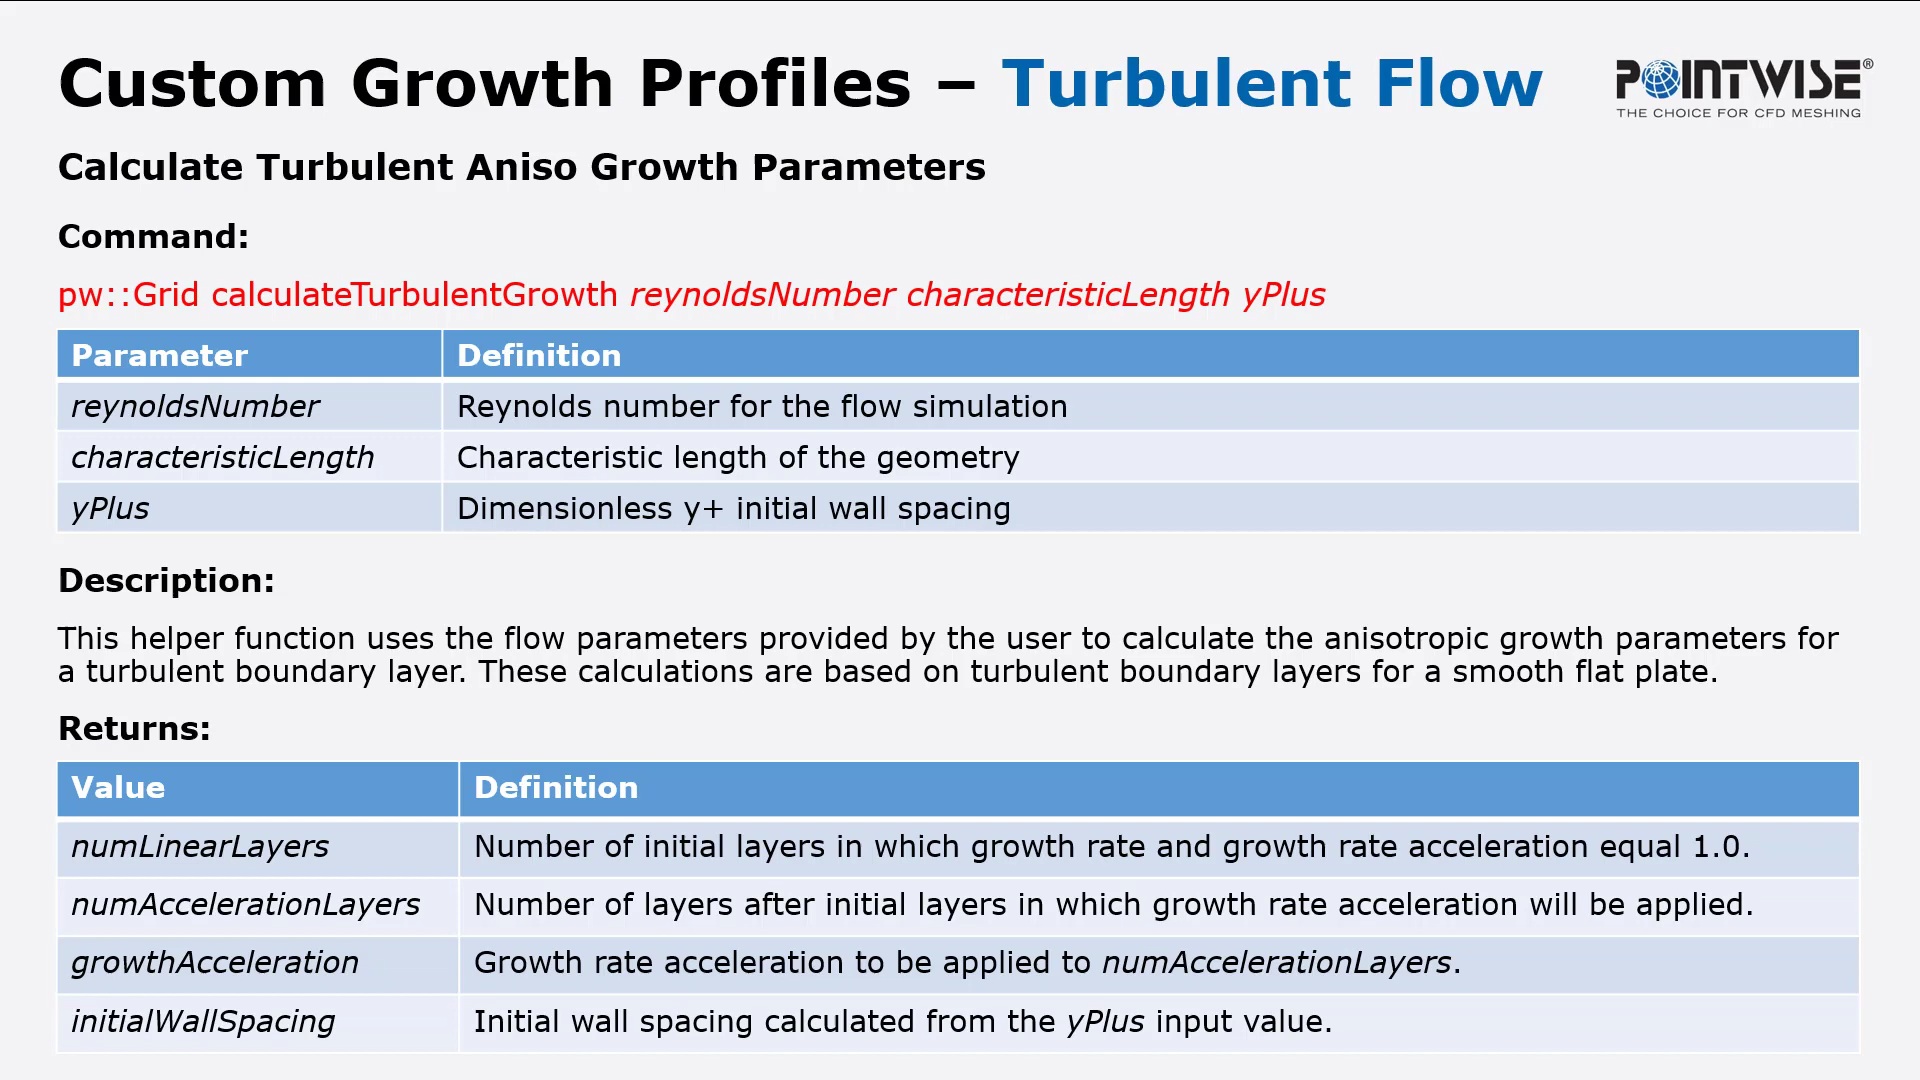 Custom Growth Profiles – Turbulent Flow
POINTWISE®
THE CHOICE FOR CFD MESHING
Calculate Turbulent Aniso Growth Parameters
Command:
pw::Grid calculateTurbulentGrowth reynoldsNumber characteristicLength yPlus
Parameter Definition
reynoldsNumber Reynolds number for the flow simulation
characteristicLength Characteristic length of the geometry
yPlus Dimensionless y+ initial wall spacing
Description:
This helper function uses the flow parameters provided by the user to calculate the anisotropic growth parameters for
a turbulent boundary layer. These calculations are based on turbulent boundary layers for a smooth flat plate.
Returns:
Value Definition
numLinearLayers Number of initial layers in which growth rate and growth rate acceleration equal 1.0.
numAccelerationLayers Number of layers after initial layers in which growth rate acceleration will be applied.
growthAcceleration Growth rate acceleration to be applied to numAccelerationLayers.
initialWallSpacing Initial wall spacing calculated from the yPlus input value.